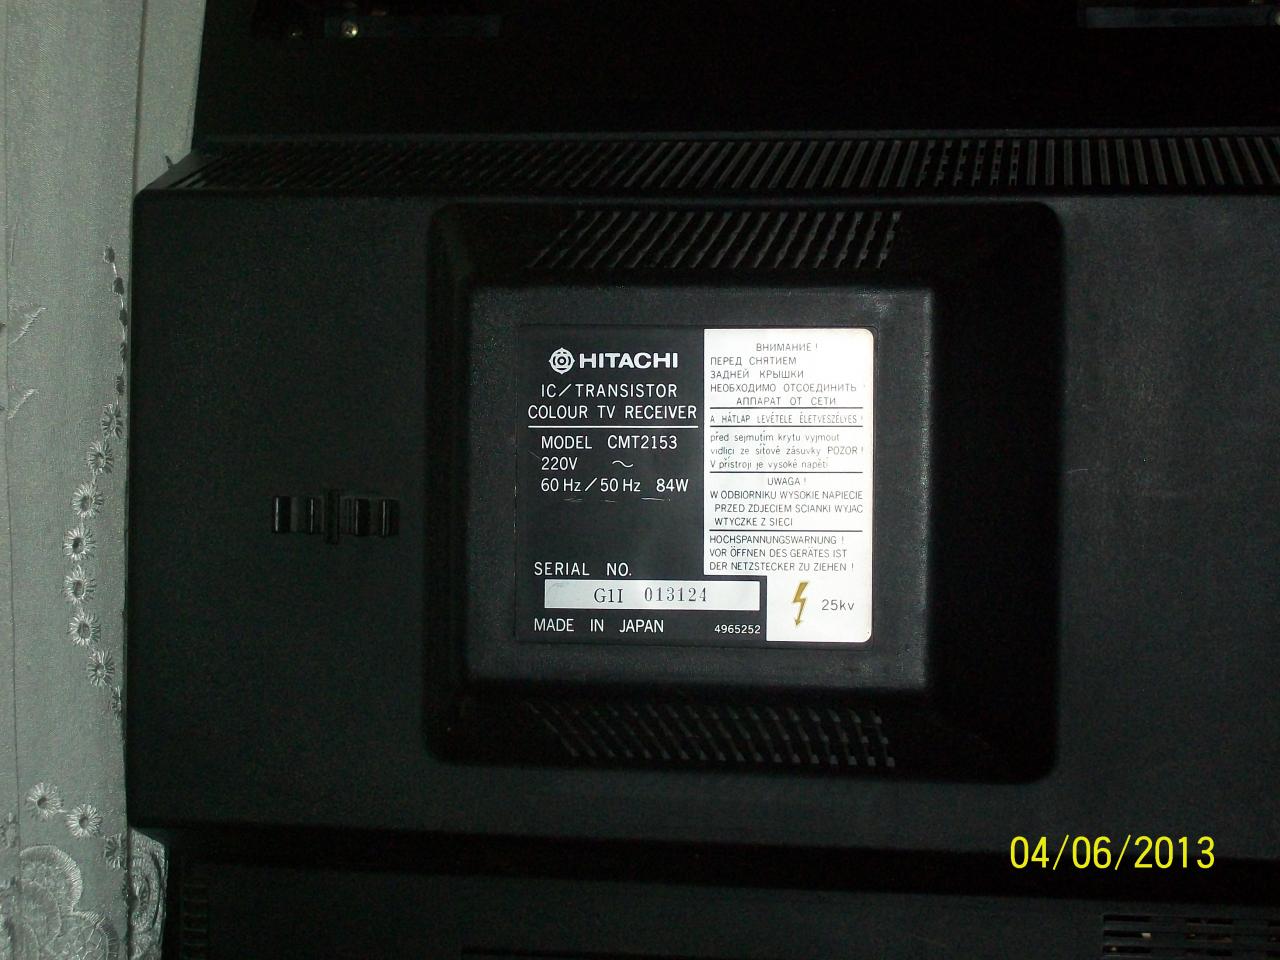 HITACHI
IC/TRANSISTOR
COLOUR TV RECEIVER
MODEL CMT2153
220V ~
60 Hz/50 Hz 84W
SERIAL NO.
G1I 013124
MADE IN JAPAN
4965252
ВНИМАНИЕ!
ПЕРЕД СНЯТИЕМ
ЗАДНЕЙ КРЫШКИ
НЕОБХОДИМО ОТСОЕДИНИТЬ
АППАРАТ ОТ СЕТИ
A HÁTLAP LEVÉTELE ÉLETVESZÉLYES!
před sejmutím krytu vyjmout
vidlici ze síťové zásuvky POZOR!
V přístroji je vysoké napětí
UWAGA!
W ODBIORNIKU WYSOKIE NAPIECIE
PRZED ZDJECIEM SCIANKI WYJAC
WTYCZKE Z SIECI
HOCHSPANNUNGSWARNUNG!
VOR ÖFFNEN DES GERÄTES IST
DER NETZSTECKER ZU ZIEHEN!
25kv
04/06/2013